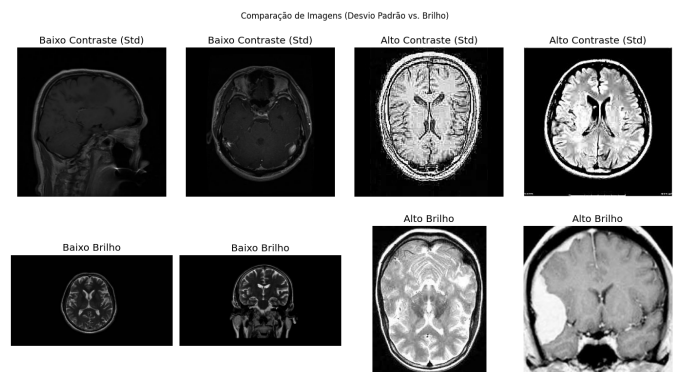 Comparação de Imagens (Desvio Padrão vs. Brilho)
Baixo Contraste (Std)
Baixo Contraste (Std)
Alto Contraste (Std)
Alto Contraste (Std)
Baixo Brilho
Baixo Brilho
Alto Brilho
Alto Brilho